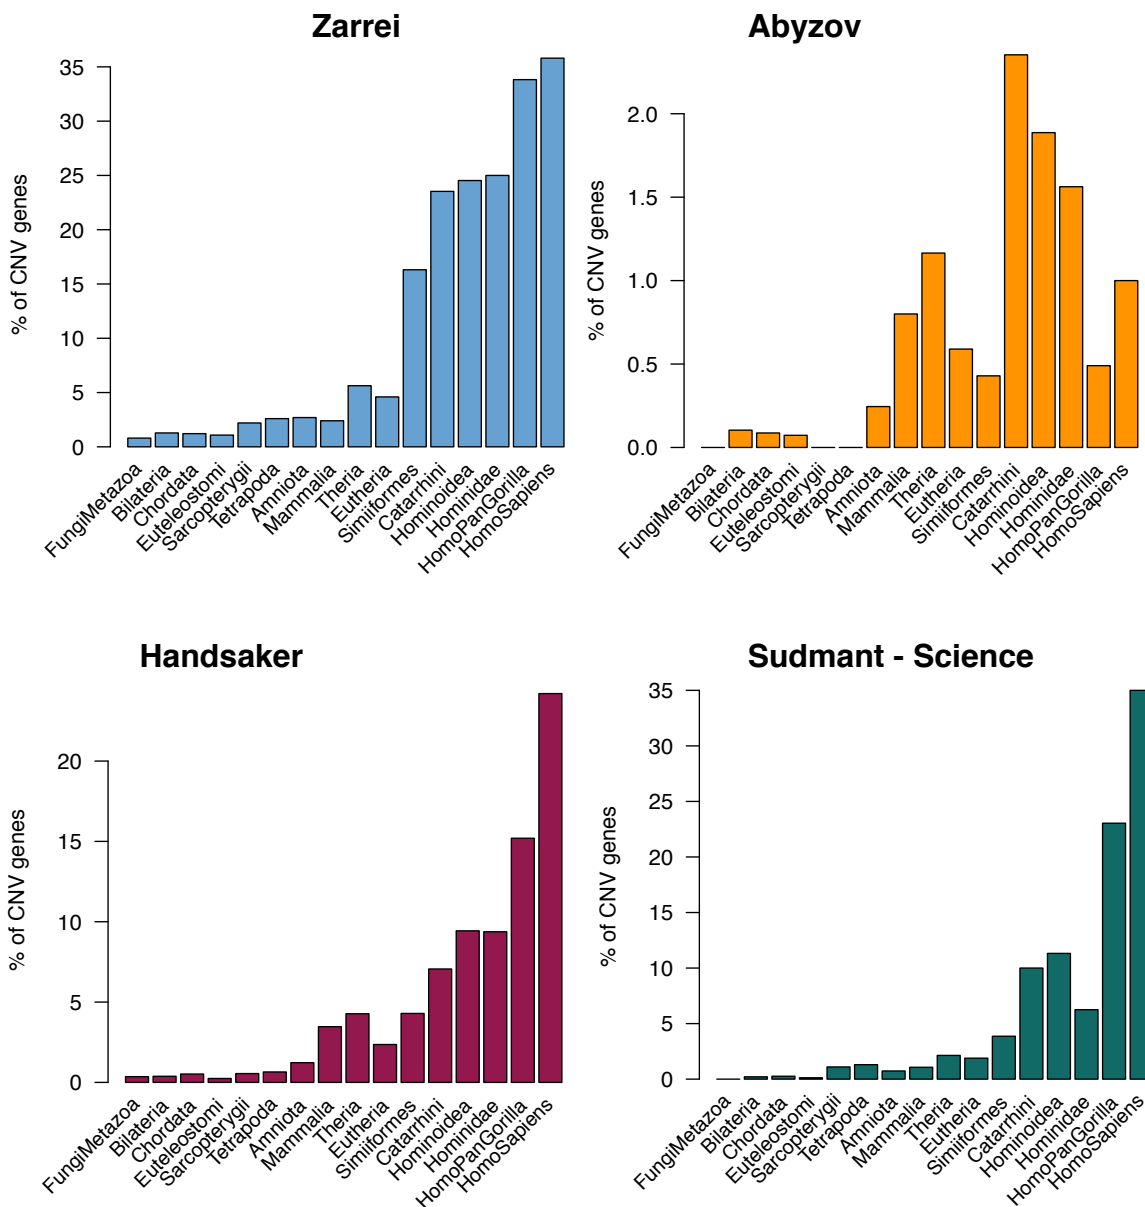 Zarrei
% of CNV genes
35
30
25
20
15
10
5
0
FungiMetazoa
Bilateria
Chordata
Euteleostomi
Sarcopterygii
Tetrapoda
Amniota
Mammalia
Theria
Eutheria
Simiiformes
Catarrhini
Hominoidea
Hominidae
HomoPanGorilla
HomoSapiens
Abyzov
% of CNV genes
2.0
1.5
1.0
0.5
0.0
FungiMetazoa
Bilateria
Chordata
Euteleostomi
Sarcopterygii
Tetrapoda
Amniota
Mammalia
Theria
Eutheria
Simiiformes
Catarrhini
Hominoidea
Hominidae
HomoPanGorilla
HomoSapiens
Handsaker
% of CNV genes
20
15
10
5
0
FungiMetazoa
Bilateria
Chordata
Euteleostomi
Sarcopterygii
Tetrapoda
Amniota
Mammalia
Theria
Eutheria
Simiiformes
Catarrhini
Hominoidea
Hominidae
HomoPanGorilla
HomoSapiens
Sudmant - Science
% of CNV genes
35
30
25
20
15
10
5
0
FungiMetazoa
Bilateria
Chordata
Euteleostomi
Sarcopterygii
Tetrapoda
Amniota
Mammalia
Theria
Eutheria
Simiiformes
Catarrhini
Hominoidea
Hominidae
HomoPanGorilla
HomoSapiens